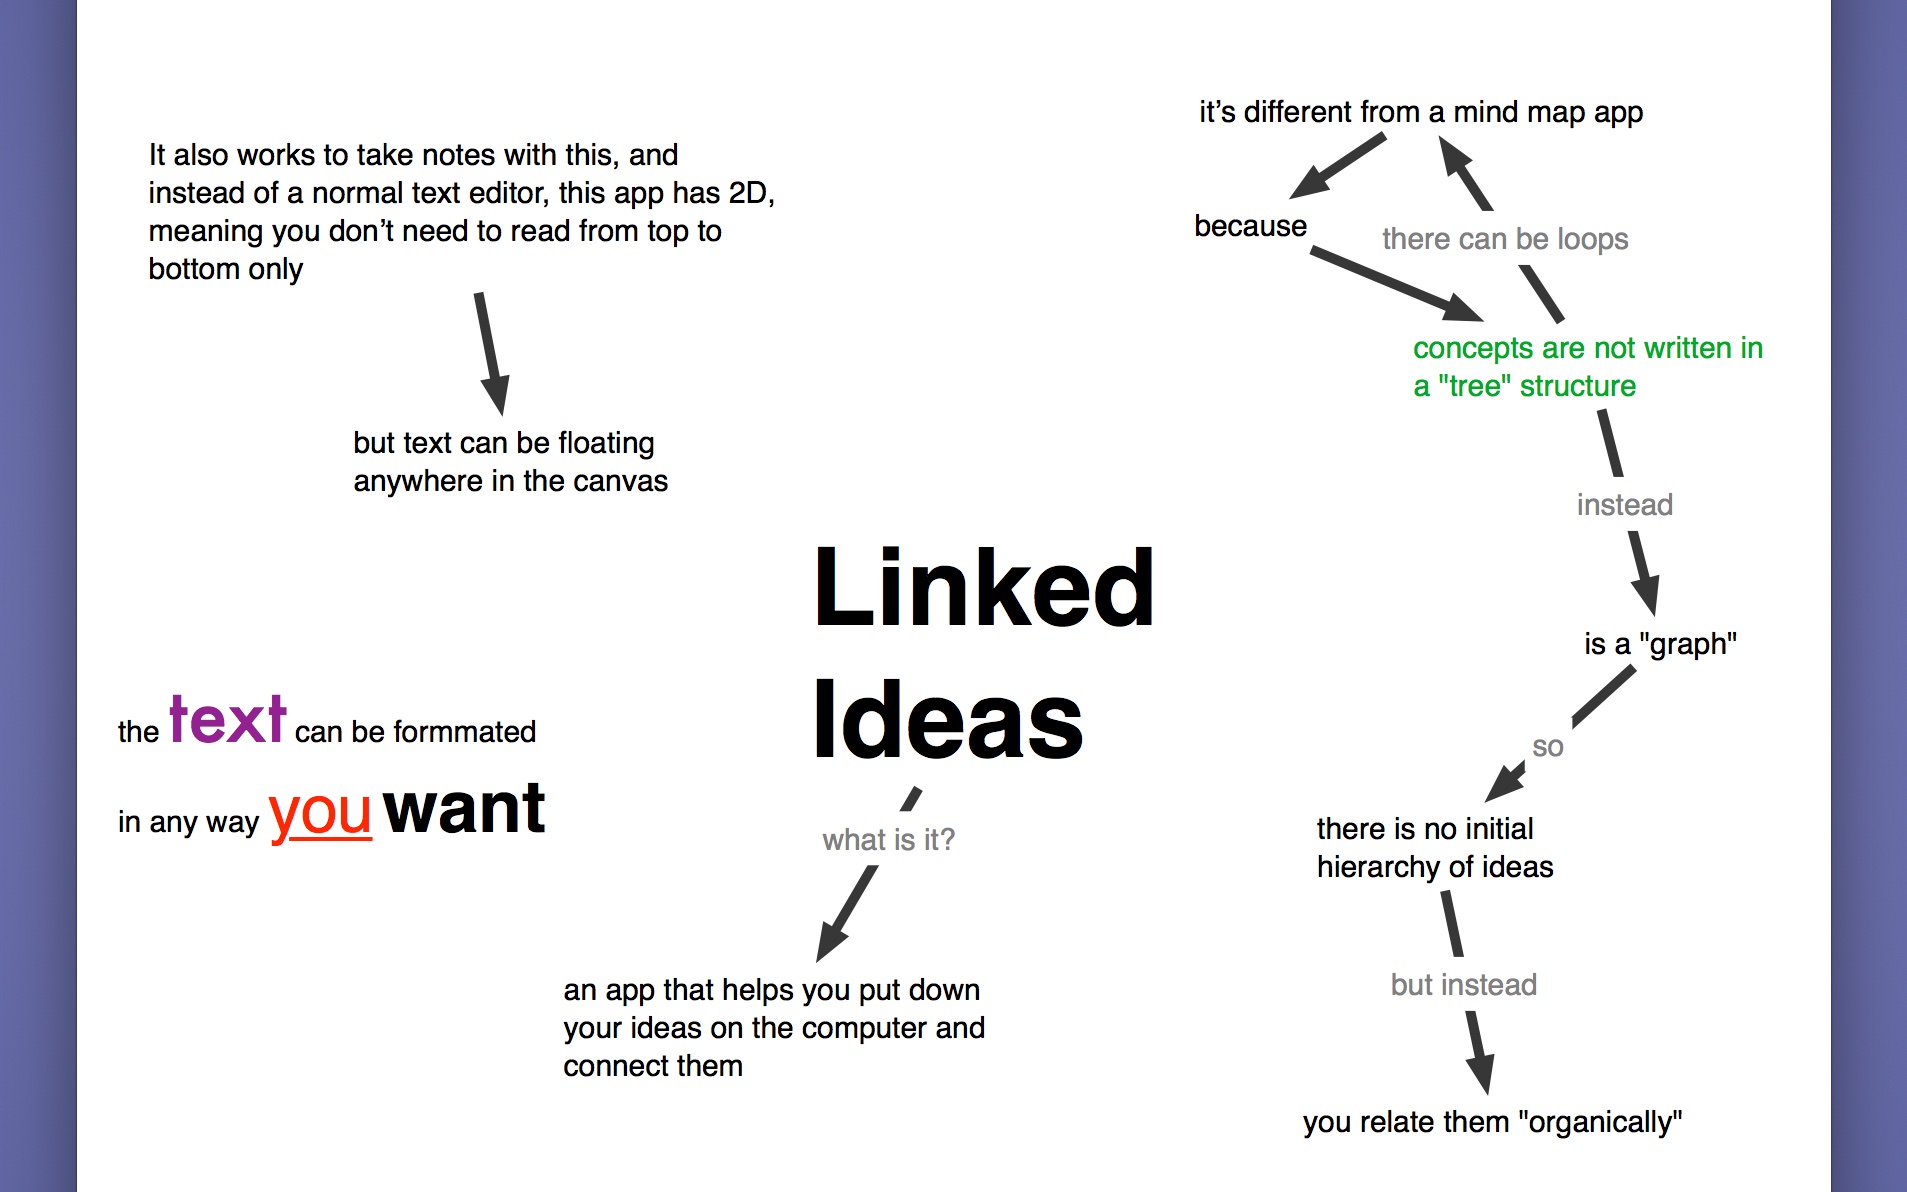 It also works to take notes with this, and
instead of a normal text editor, this app has 2D,
meaning you don’t need to read from top to
bottom only
but text can be floating
anywhere in the canvas
the text can be formmated
in any way you want
Linked
Ideas
what is it?
an app that helps you put down
your ideas on the computer and
connect them
it’s different from a mind map app
because
there can be loops
concepts are not written in
a "tree" structure
instead
is a "graph"
so
there is no initial
hierarchy of ideas
but instead
you relate them "organically"